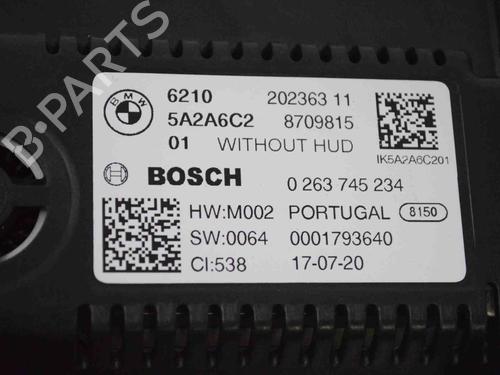 BMW
6210 202363 11
5A2A6C2 8709815
01 WITHOUT HUD
IK5A2A6C201
BOSCH 0 263 745 234
HW:M002 PORTUGAL 8150
SW:0064 0001793640
CI:538 17-07-20